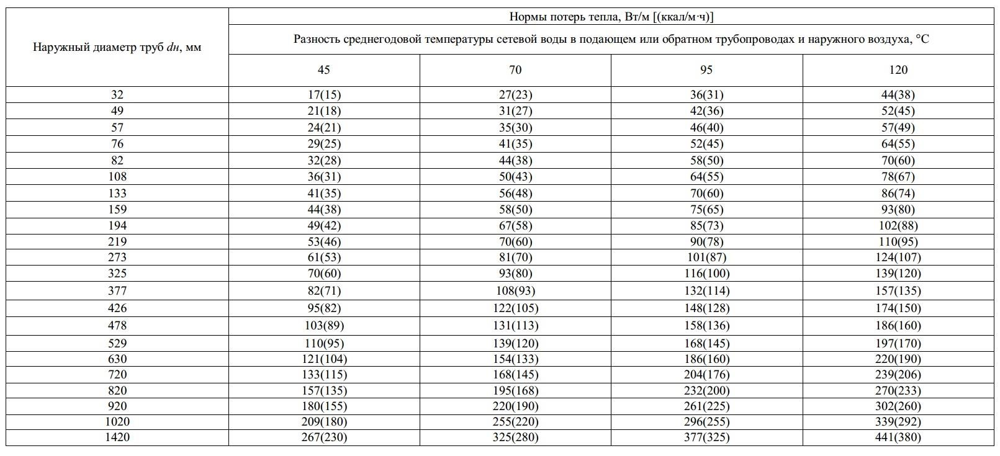 Наружный диаметр труб dн, мм
Нормы потерь тепла, Вт/м [(ккал/м·ч)]
Разность среднегодовой температуры сетевой воды в подающем или обратном трубопроводах и наружного воздуха, °С
45 70 95 120
32 17(15) 27(23) 36(31) 44(38)
49 21(18) 31(27) 42(36) 52(45)
57 24(21) 35(30) 46(40) 57(49)
76 29(25) 41(35) 52(45) 64(55)
82 32(28) 44(38) 58(50) 70(60)
108 36(31) 50(43) 64(55) 78(67)
133 41(35) 56(48) 70(60) 86(74)
159 44(38) 58(50) 75(65) 93(80)
194 49(42) 67(58) 85(73) 102(88)
219 53(46) 70(60) 90(78) 110(95)
273 61(53) 81(70) 101(87) 124(107)
325 70(60) 93(80) 116(100) 139(120)
377 82(71) 108(93) 132(114) 157(135)
426 95(82) 122(105) 148(128) 174(150)
478 103(89) 131(113) 158(136) 186(160)
529 110(95) 139(120) 168(145) 197(170)
630 121(104) 154(133) 186(160) 220(190)
720 133(115) 168(145) 204(176) 239(206)
820 157(135) 195(168) 232(200) 270(233)
920 180(155) 220(190) 261(225) 302(260)
1020 209(180) 255(220) 296(255) 339(292)
1420 267(230) 325(280) 377(325) 441(380)